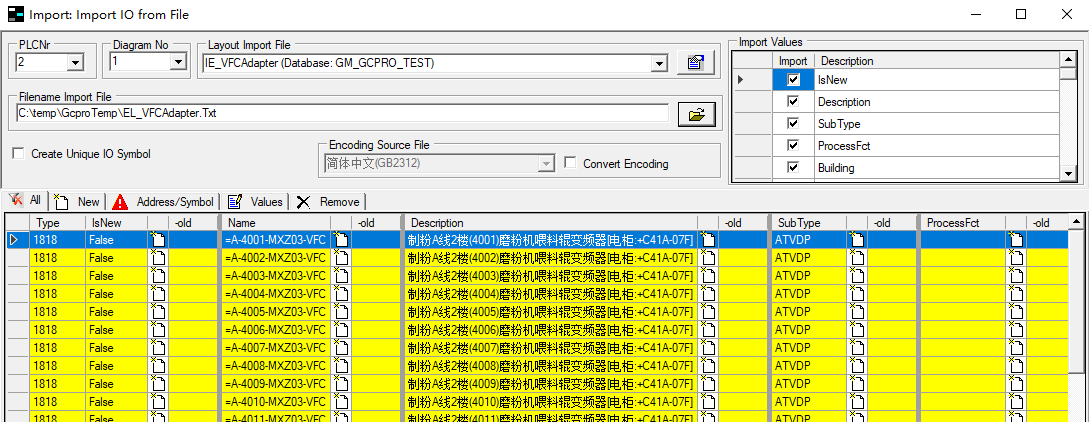 Import: Import IO from File
PLCNr
Diagram No
Layout Import File
Import Values
2
1
IE_VFCAdapter (Database: GM_GCPRO_TEST)
Import Description
IsNew
Description
SubType
ProcessFct
Building
Filename Import File
C:\temp\GcproTemp\EL_VFCAdapter.Txt
Create Unique IO Symbol
Encoding Source File
简体中文(GB2312)
Convert Encoding
All New Address/Symbol Values Remove
Type IsNew -old Name -old Description -old SubType -old ProcessFct -old
1818 False =A-4001-MXZ03-VFC 制粉A线2楼(4001)磨粉机喂料辊变频器[电柜:+C41A-07F] ATVDP
1818 False =A-4002-MXZ03-VFC 制粉A线2楼(4002)磨粉机喂料辊变频器[电柜:+C41A-07F] ATVDP
1818 False =A-4003-MXZ03-VFC 制粉A线2楼(4003)磨粉机喂料辊变频器[电柜:+C41A-07F] ATVDP
1818 False =A-4004-MXZ03-VFC 制粉A线2楼(4004)磨粉机喂料辊变频器[电柜:+C41A-07F] ATVDP
1818 False =A-4005-MXZ03-VFC 制粉A线2楼(4005)磨粉机喂料辊变频器[电柜:+C41A-07F] ATVDP
1818 False =A-4006-MXZ03-VFC 制粉A线2楼(4006)磨粉机喂料辊变频器[电柜:+C41A-07F] ATVDP
1818 False =A-4007-MXZ03-VFC 制粉A线2楼(4007)磨粉机喂料辊变频器[电柜:+C41A-07F] ATVDP
1818 False =A-4008-MXZ03-VFC 制粉A线2楼(4008)磨粉机喂料辊变频器[电柜:+C41A-07F] ATVDP
1818 False =A-4009-MXZ03-VFC 制粉A线2楼(4009)磨粉机喂料辊变频器[电柜:+C41A-07F] ATVDP
1818 False =A-4010-MXZ03-VFC 制粉A线2楼(4010)磨粉机喂料辊变频器[电柜:+C41A-07F] ATVDP
1818 False =A-4011-MXZ03-VFC 制粉A线2楼(4011)磨粉机喂料辊变频器[电柜:+C41A-07F] ATVDP